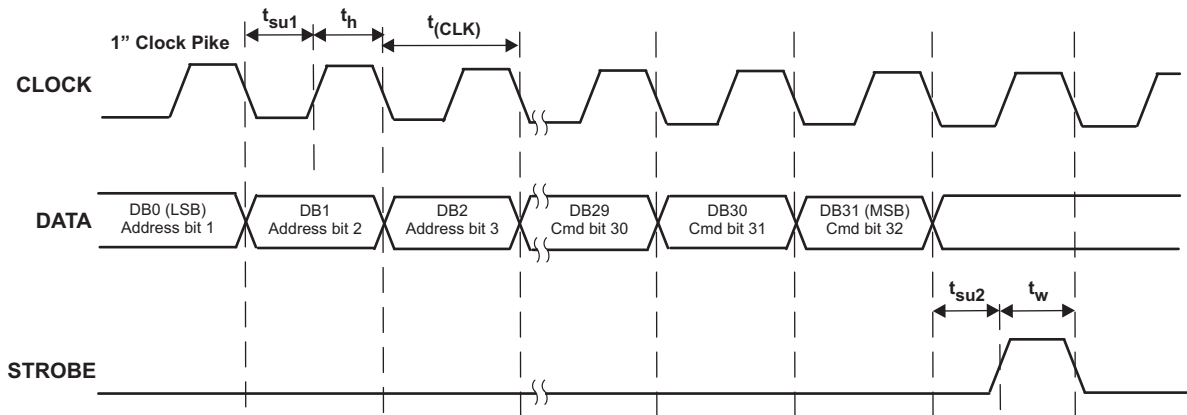 t_su1
t_h
t_(CLK)
1” Clock Pike
CLOCK
DATA
DB0 (LSB)
Address bit 1
DB1
Address bit 2
DB2
Address bit 3
DB29
Cmd bit 30
DB30
Cmd bit 31
DB31 (MSB)
Cmd bit 32
t_su2
t_w
STROBE